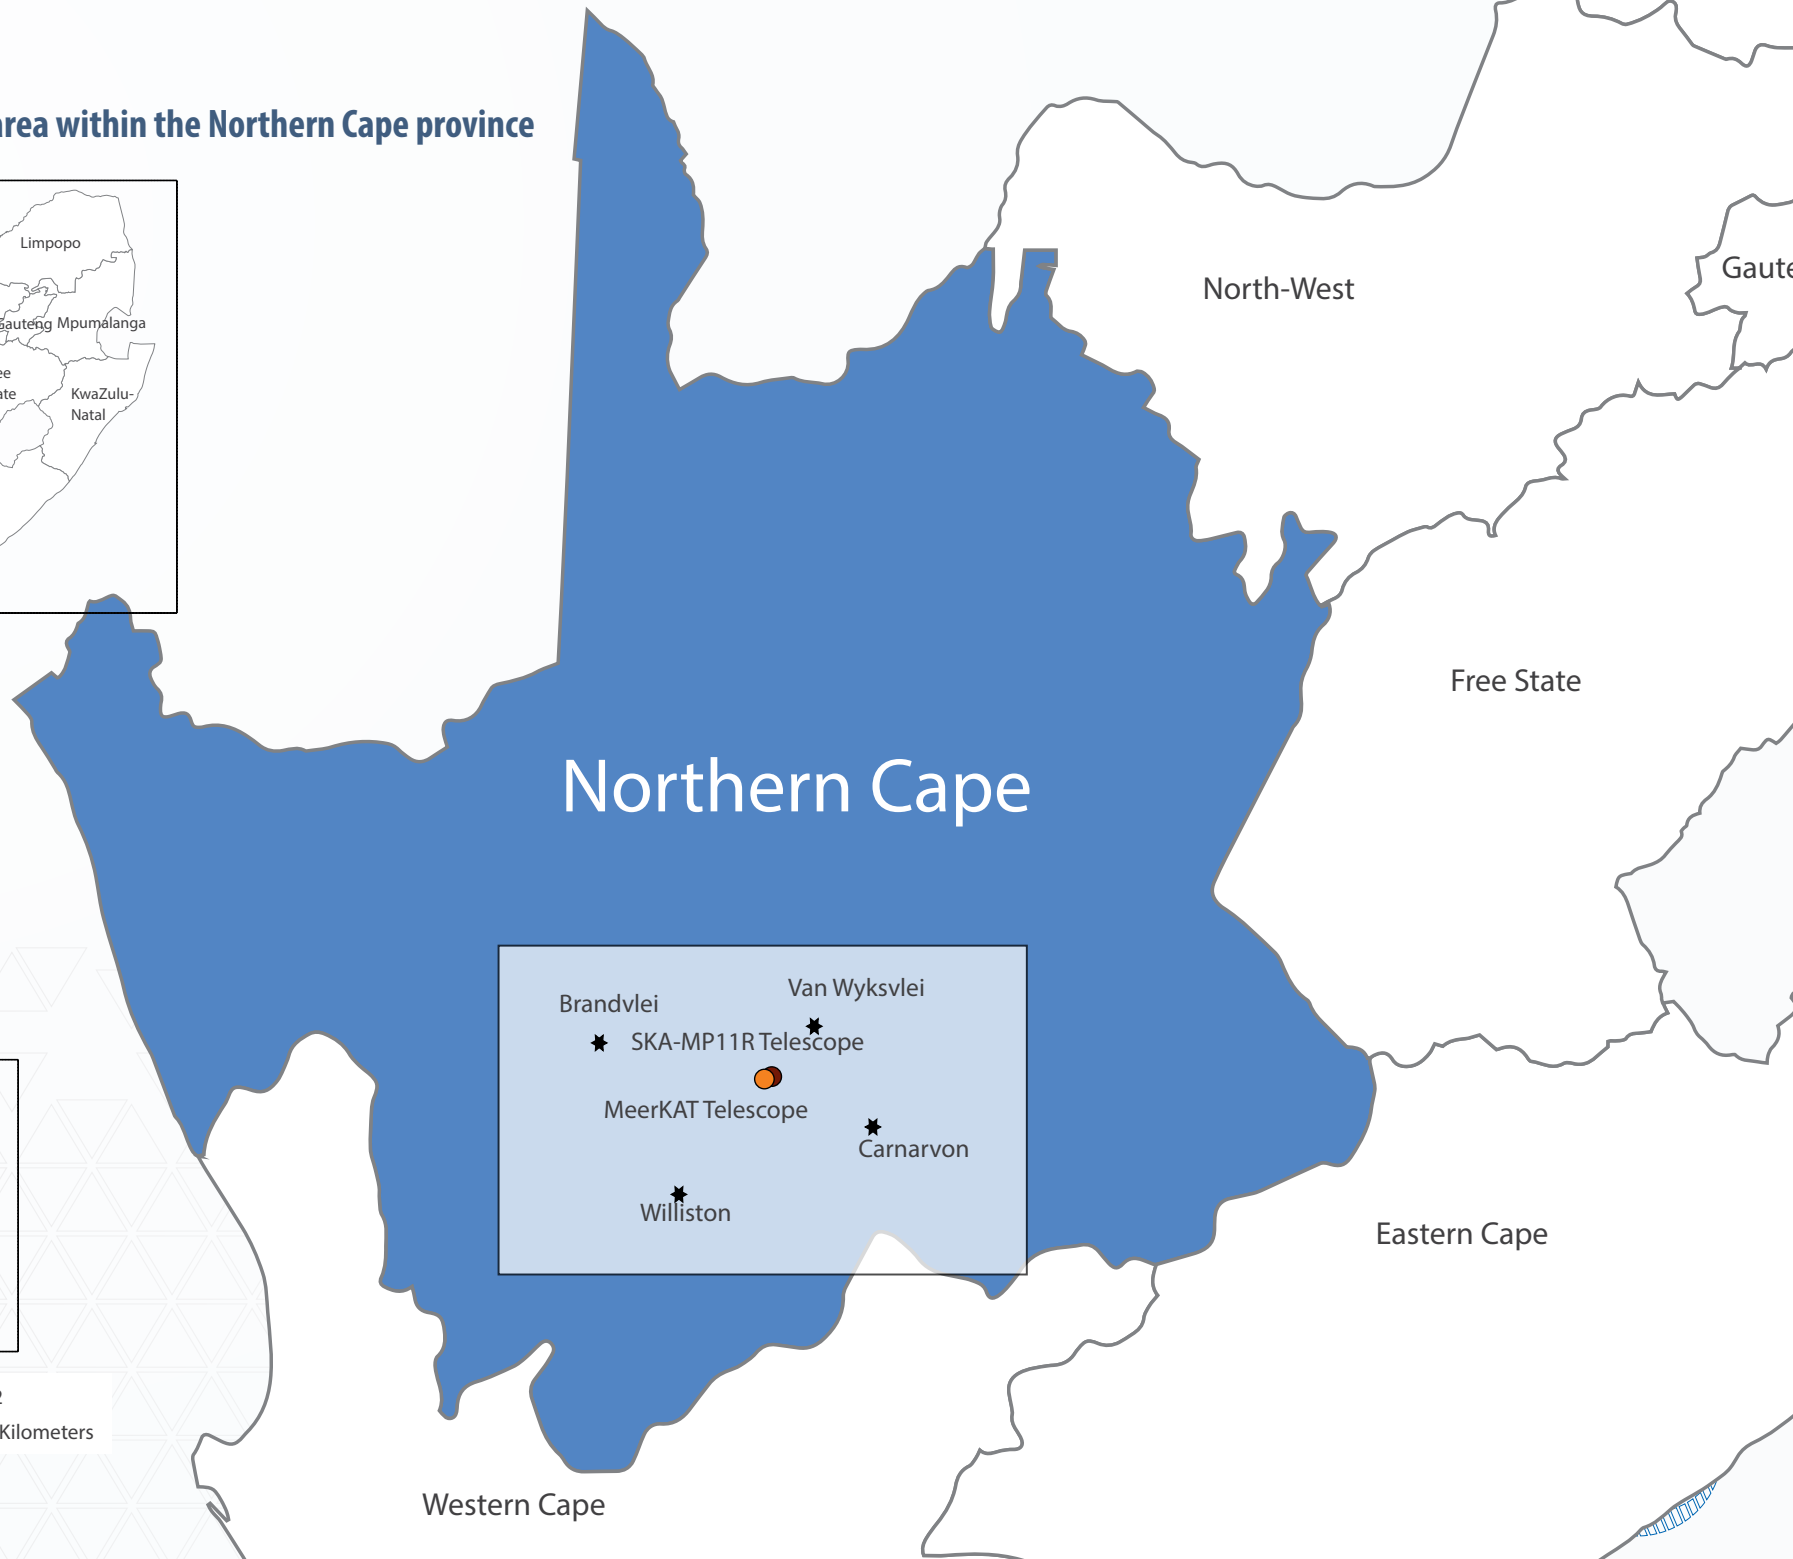 area within the Northern Cape province
Limpopo
Gauteng
Mpumalanga
KwaZulu-
Natal
North-West
Free State
Northern Cape
Van Wyksvlei
Brandvlei
SKA-MP11R Telescope
MeerKAT Telescope
Carnarvon
Williston
Eastern Cape
Kilometers
Western Cape